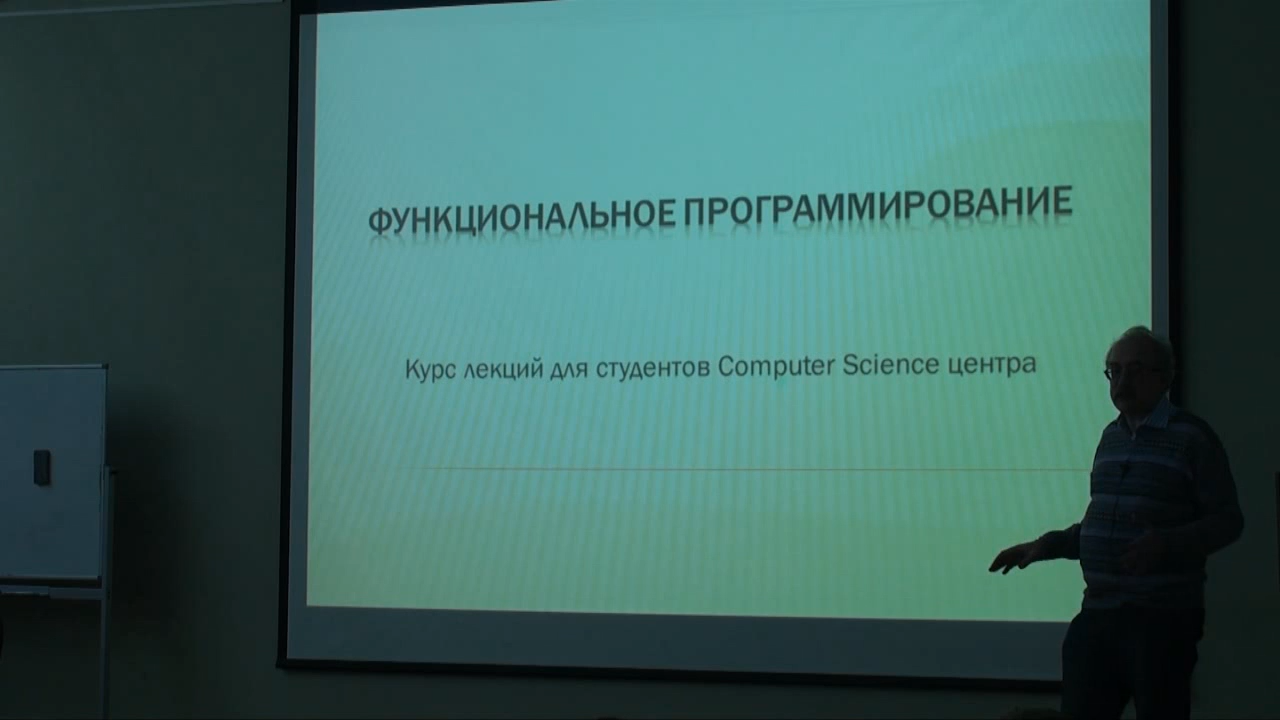 ФУНКЦИОНАЛЬНОЕ ПРОГРАММИРОВАНИЕ
Курс лекций для студентов Computer Science центра